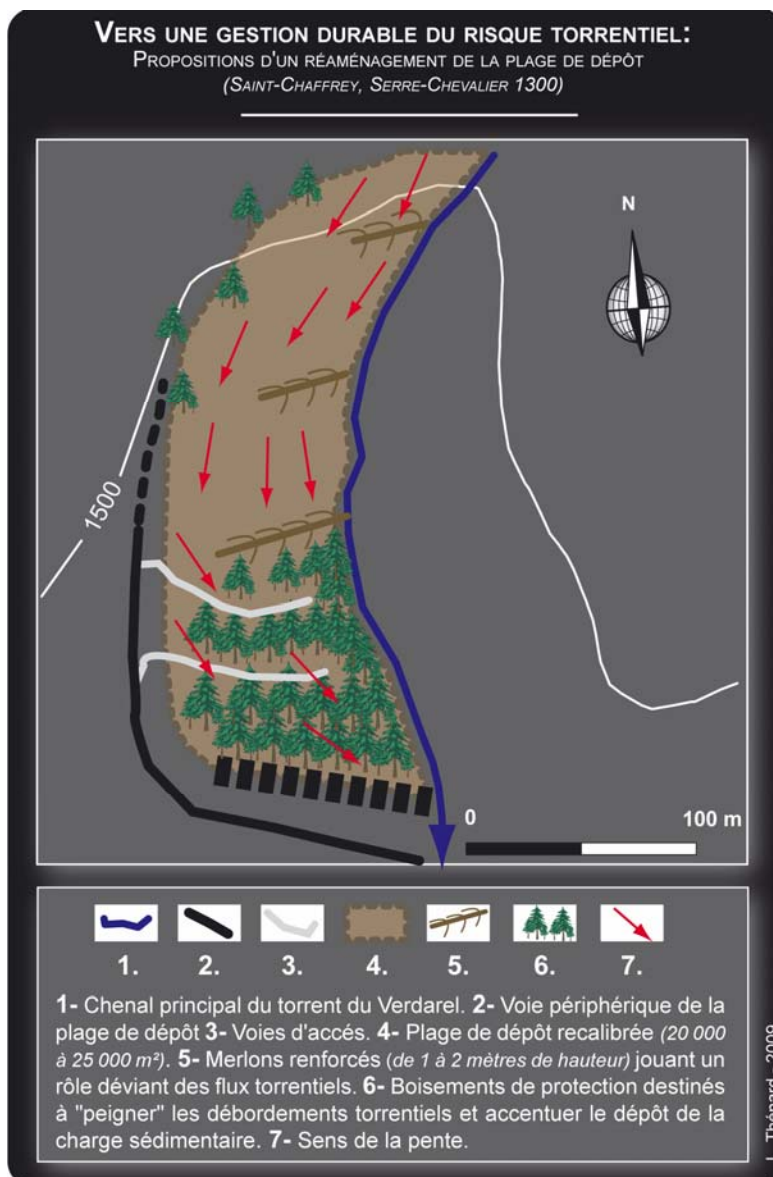 VERS UNE GESTION DURABLE DU RISQUE TORRENTIEL:
PROPOSITIONS D'UN RÉAMÉNAGEMENT DE LA PLAGE DE DÉPÔT
(SAINT-CHAFFREY, SERRE-CHEVALIER 1300)
N
1500
0 100 m
1. 2. 3. 4. 5. 6. 7.
1- Chenal principal du torrent du Verdarel. 2- Voie périphérique de la
plage de dépôt 3- Voies d'accés. 4- Plage de dépôt recalibrée (20 000
à 25 000 m²). 5- Merlons renforcés (de 1 à 2 mètres de hauteur) jouant un
rôle déviant des flux torrentiels. 6- Boisements de protection destinés
à "peigner" les débordements torrentiels et accentuer le dépôt de la
charge sédimentaire. 7- Sens de la pente.
L. Thénard - 2009